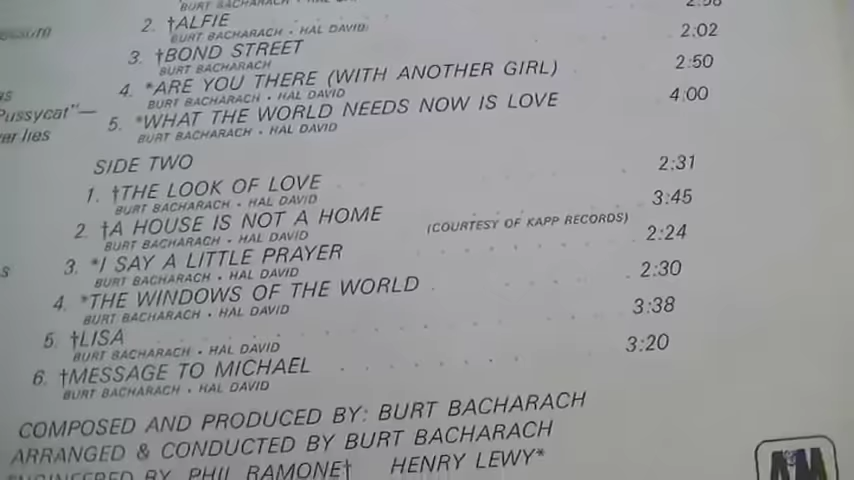 BURT BACHARACH
2. †ALFIE
BURT BACHARACH • HAL DAVID
3. †BOND STREET 2:02
BURT BACHARACH
4. *ARE YOU THERE (WITH ANOTHER GIRL) 2:50
BURT BACHARACH • HAL DAVID
Pussycat"—
5. *WHAT THE WORLD NEEDS NOW IS LOVE 4:00
BURT BACHARACH • HAL DAVID
lies
SIDE TWO
1. †THE LOOK OF LOVE 2:31
BURT BACHARACH • HAL DAVID
2. †A HOUSE IS NOT A HOME (COURTESY OF KAPP RECORDS) 3:45
BURT BACHARACH • HAL DAVID
3. *I SAY A LITTLE PRAYER 2:24
BURT BACHARACH • HAL DAVID
4. *THE WINDOWS OF THE WORLD 2:30
BURT BACHARACH • HAL DAVID
5. †LISA 3:38
BURT BACHARACH • HAL DAVID
6. †MESSAGE TO MICHAEL 3:20
BURT BACHARACH • HAL DAVID
COMPOSED AND PRODUCED BY: BURT BACHARACH
ARRANGED & CONDUCTED BY BURT BACHARACH
ENGINEERED BY PHIL RAMONE† HENRY LEWY*
A&M